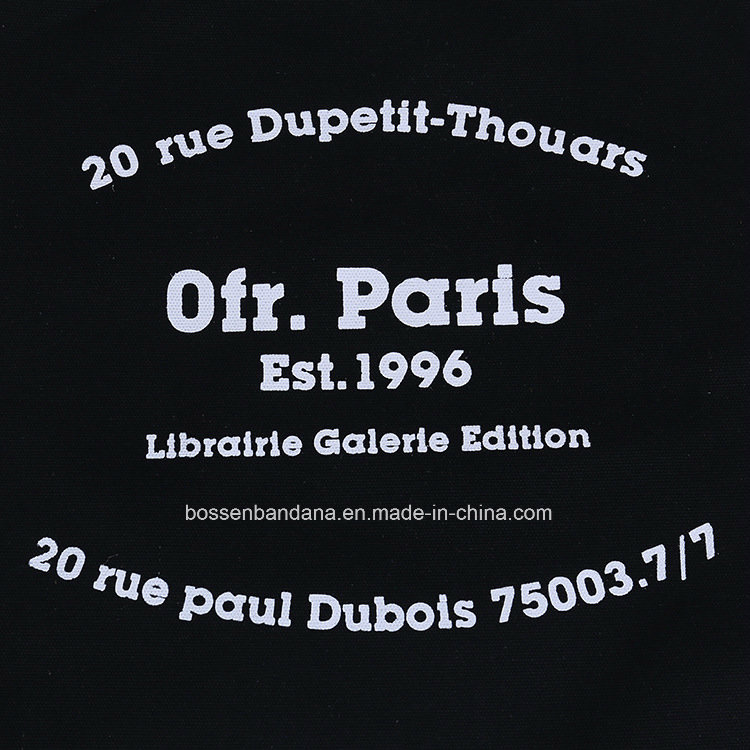 20 rue Dupetit-Thouars
0fr. Paris
Est.1996
Librairie Galerie Edition
bossenbandana.en.made-in-china.com
20 rue paul Dubois 75003.7/7